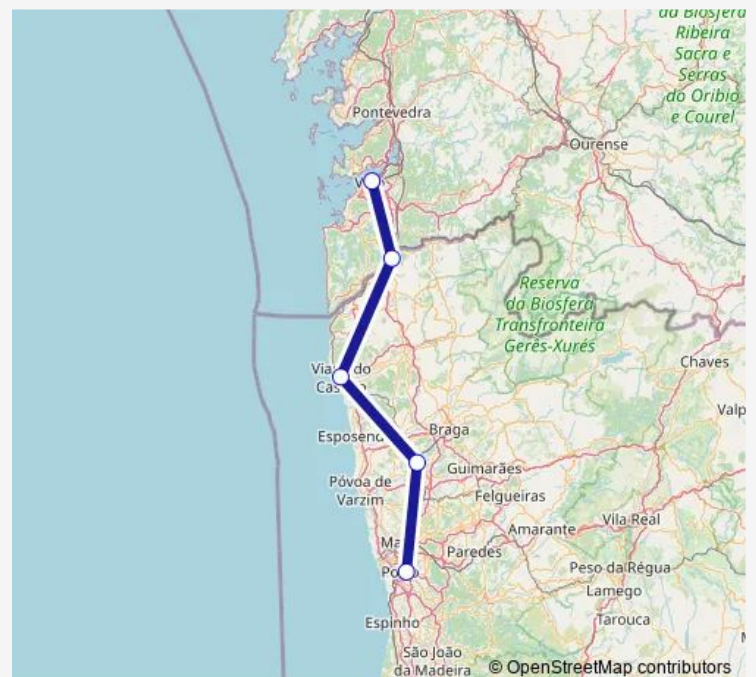 da Biosfera
Ribeira
Sacra e
Serras
do Oribio
e Courel
Pontevedra
Ourense
Reserva
da Biosfera
Transfronteira
Gerês-Xurés
Chaves
Braga
Guimarães
Póvoa de
Varzim
Felgueiras
Vila Real
Amarante
Paredes
Peso da Régua
Lamego
Tarouca
Espinho
São João
da Madeira
© OpenStreetMap contributors